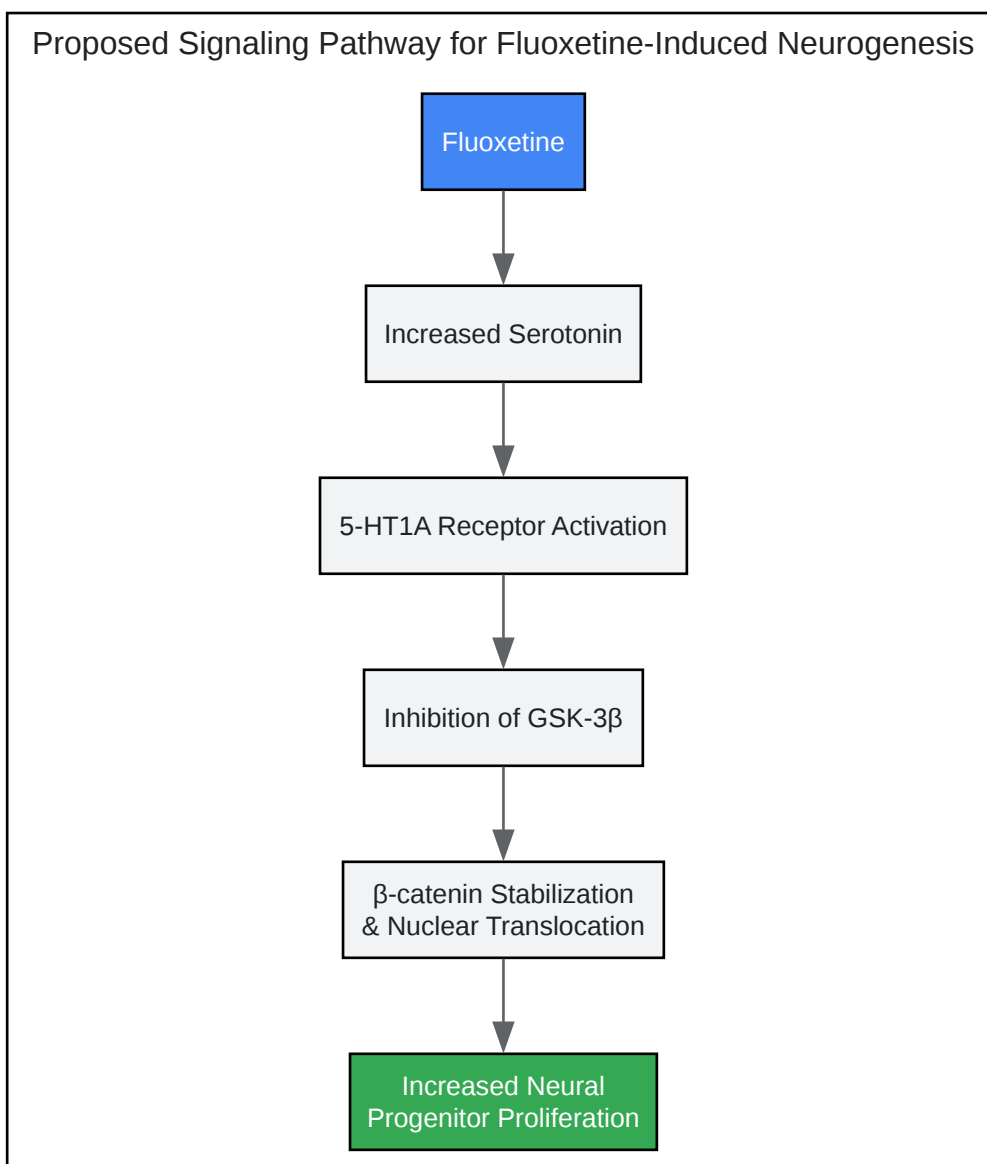 Proposed Signaling Pathway for Fluoxetine-Induced Neurogenesis
Fluoxetine
Increased Serotonin
5-HT1A Receptor Activation
Inhibition of GSK-3β
β-catenin Stabilization
& Nuclear Translocation
Increased Neural
Progenitor Proliferation